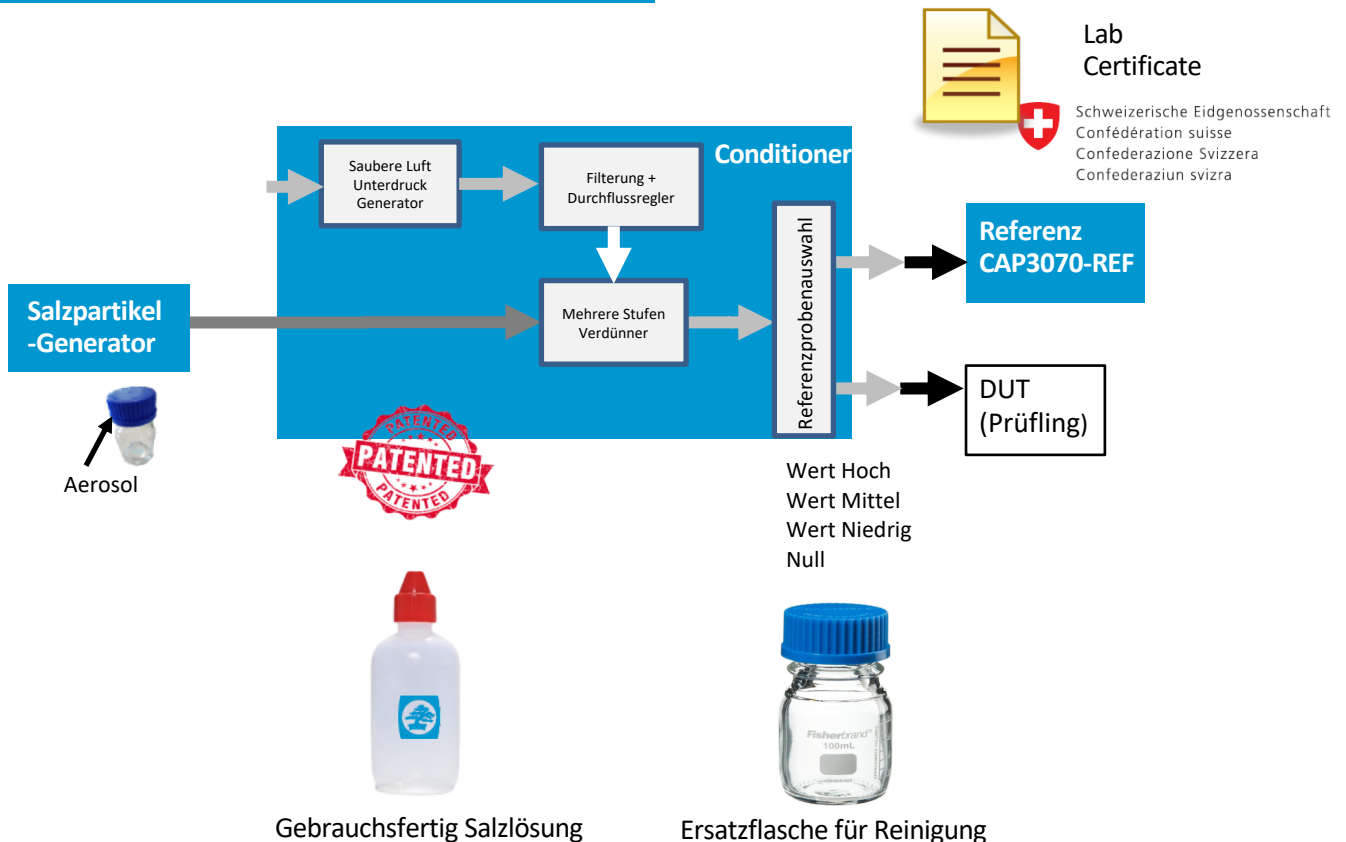 Lab
Certificate
Schweizerische Eidgenossenschaft
Confédération suisse
Confederazione Svizzera
Confederaziun svizra
Conditioner
Saubere Luft
Unterdruck
Generator
Filterung +
Durchflussregler
Referenzprobenauswahl
Referenz
CAP3070-REF
Salzpartikel
-Generator
Mehrere Stufen
Verdünner
DUT
(Prüfling)
Aerosol
PATENTED
PATENTED
PATENTED
Wert Hoch
Wert Mittel
Wert Niedrig
Null
Fisherbrand
100mL
Gebrauchsfertig Salzlösung
Ersatzflasche für Reinigung